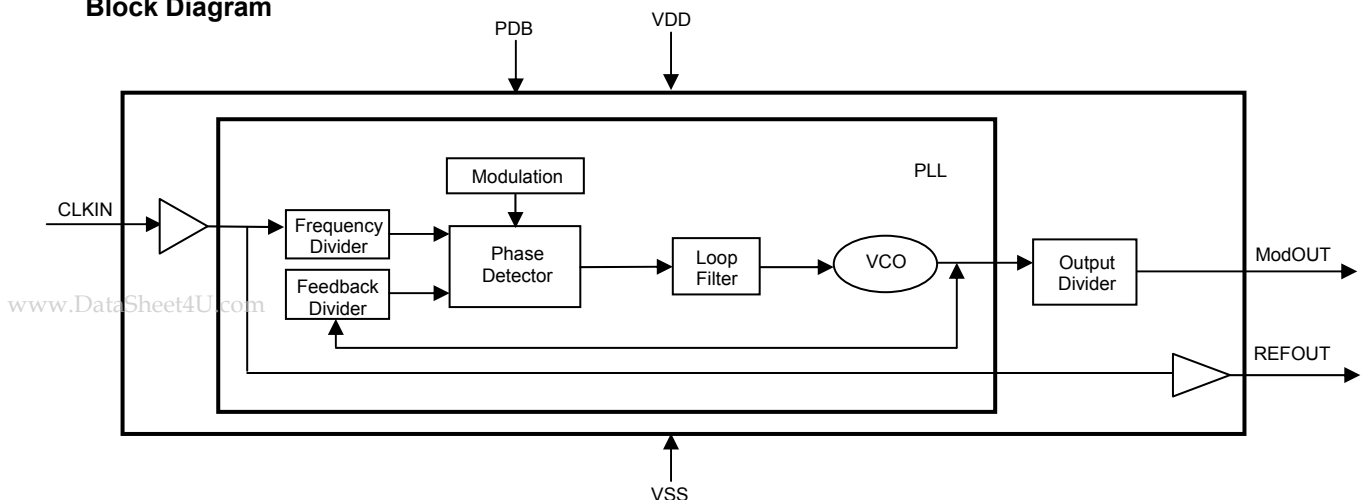 Block Diagram
PDB
VDD
Modulation
PLL
CLKIN
Frequency
Divider
Phase
Detector
Loop
Filter
VCO
Output
Divider
ModOUT
Feedback
Divider
www.DataSheet4U.com
REFOUT
VSS